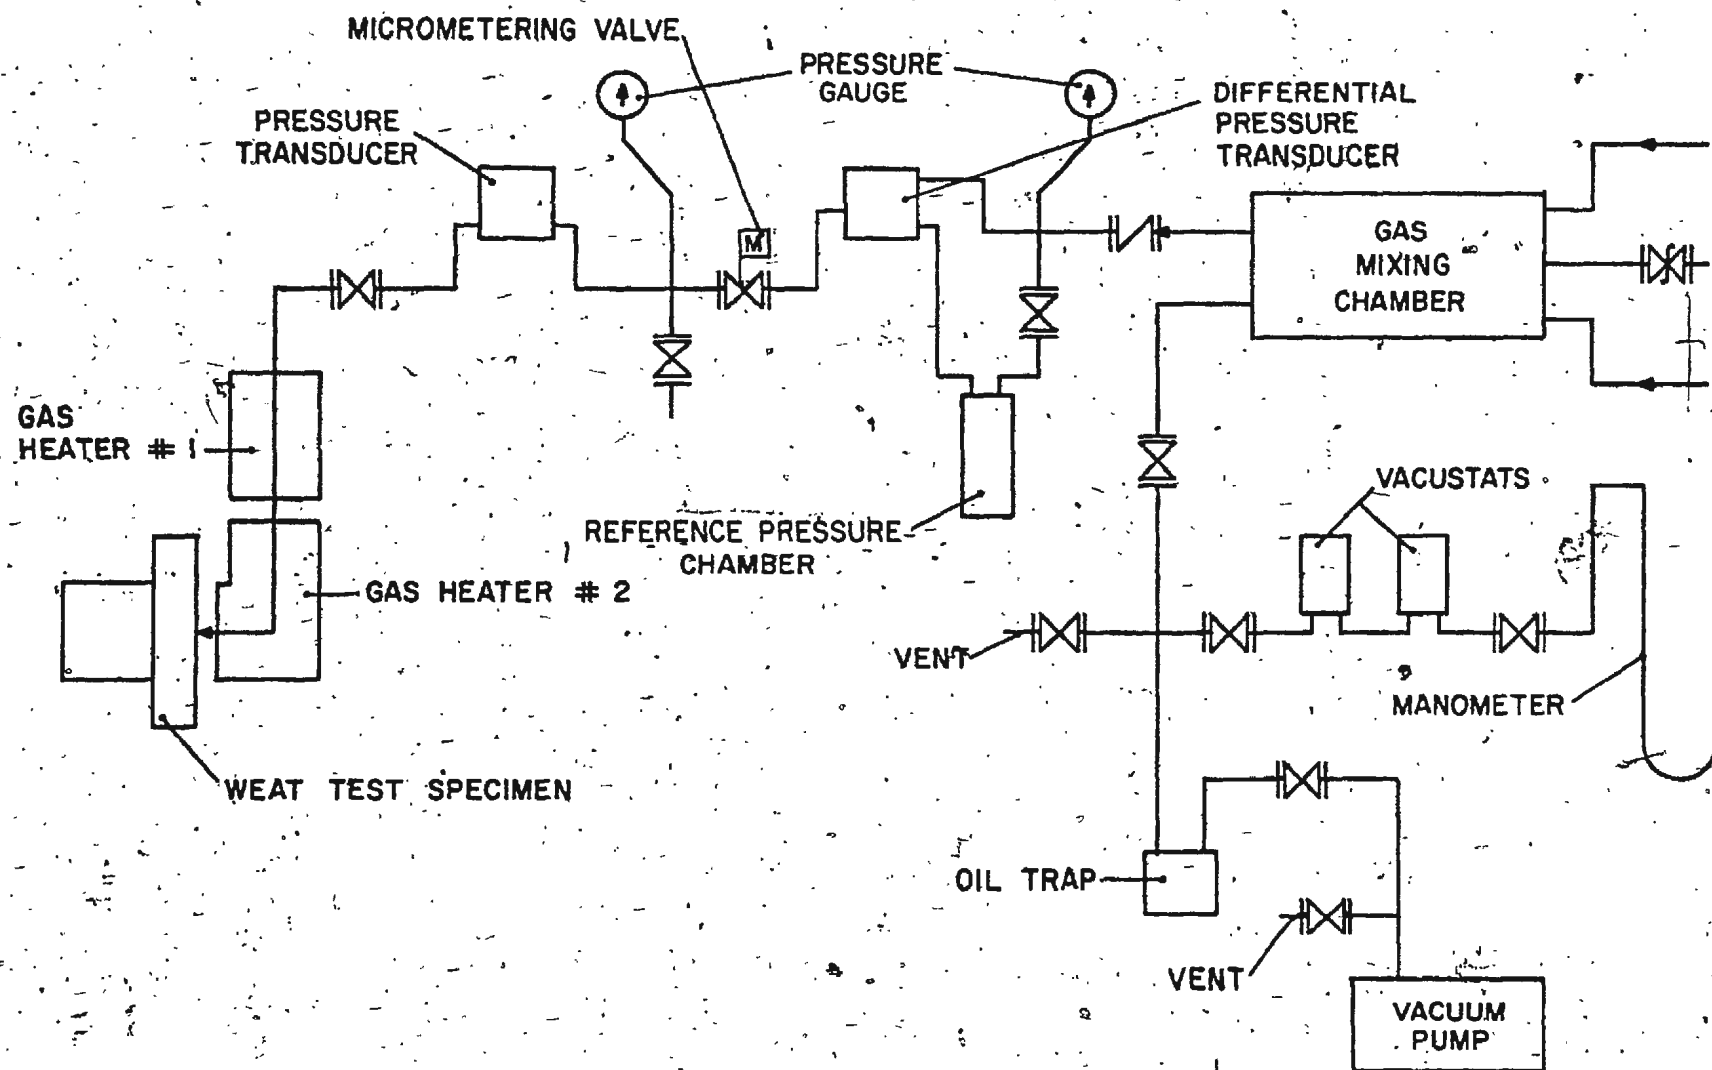 MICROMETERING VALVE
PRESSURE
GAUGE
DIFFERENTIAL
PRESSURE
TRANSDUCER
PRESSURE
TRANSDUCER
M
GAS
MIXING
CHAMBER
GAS
HEATER # 1
VACUSTATS
REFERENCE PRESSURE
CHAMBER
GAS HEATER # 2
VENT
MANOMETER
WEAT TEST SPECIMEN
OIL TRAP
VENT
VACUUM
PUMP